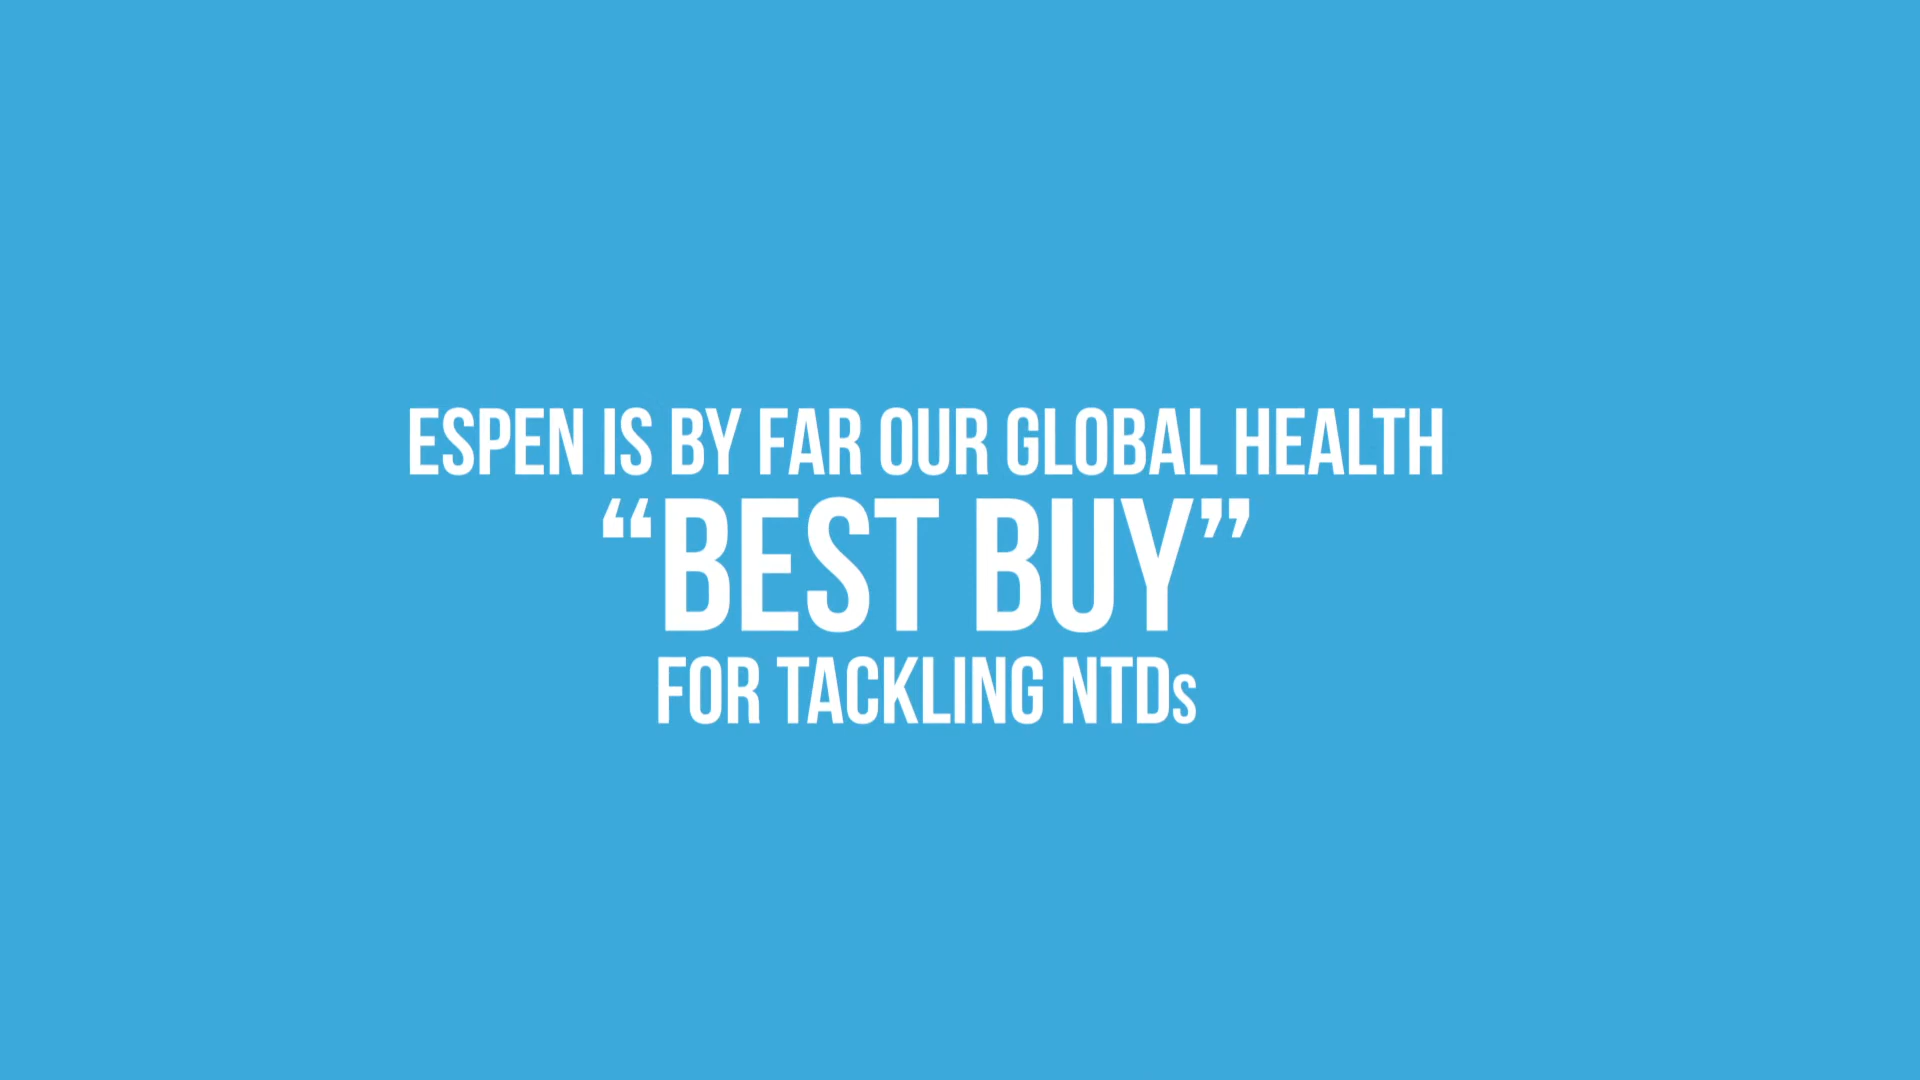 ESPEN IS BY FAR OUR GLOBAL HEALTH
“BEST BUY”
FOR TACKLING NTDs